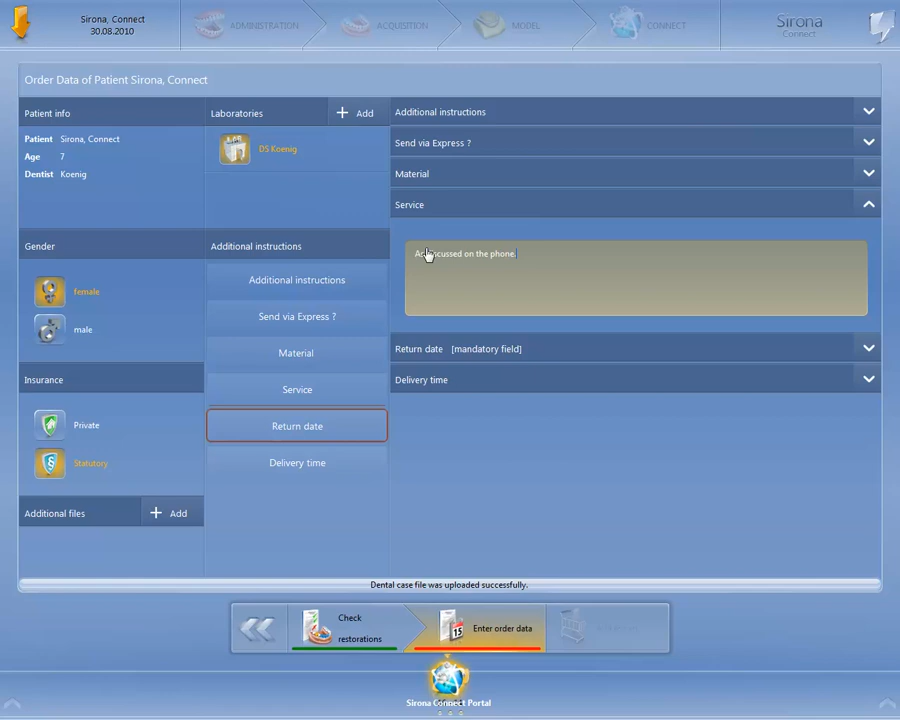 Sirona, Connect
30.08.2010
ADMINISTRATION
ACQUISITION
MODEL
CONNECT
Sirona
Connect
Order Data of Patient Sirona, Connect
Patient info
Patient Sirona, Connect
Age 7
Dentist Koenig
Laboratories
Add
DS Koenig
Gender
female
male
Insurance
Private
Statutory
Additional files
Add
Additional instructions
Additional instructions
Send via Express ?
Material
Service
Return date
Delivery time
Additional instructions
Send via Express ?
Material
Service
on the phone.
Return date [mandatory field]
Delivery time
Dental case file was uploaded successfully.
Check
restorations
15
Enter order data
Sirona Connect Portal